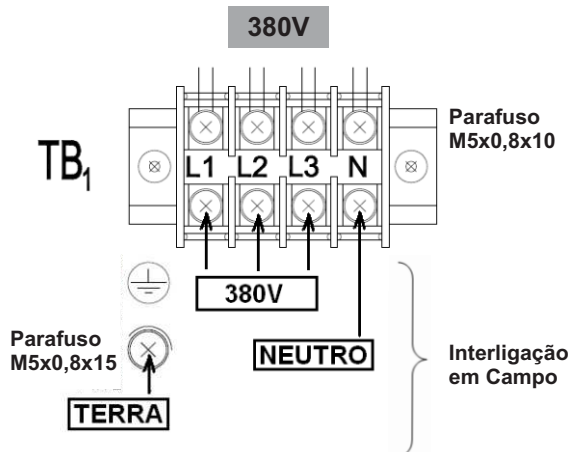 380V
Parafuso
M5x0,8x10
TB1
L1 L2 L3 N
380V
Parafuso
M5x0,8x15
NEUTRO
Interligação
em Campo
TERRA